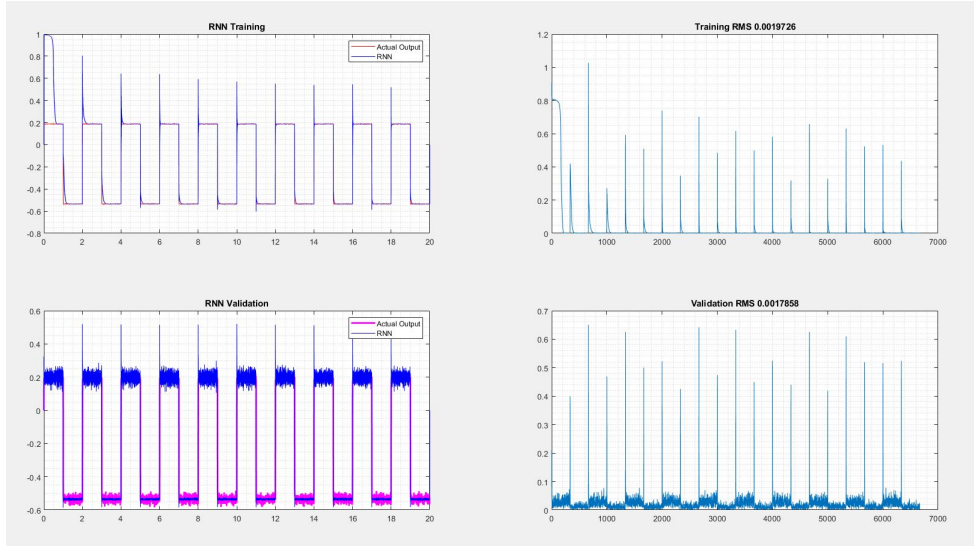 RNN Training
1
0.8
0.6
0.4
0.2
0
-0.2
-0.4
-0.6
-0.8
0 2 4 6 8 10 12 14 16 18 20
Actual Output
RNN
Training RMS 0.0019726
1.2
1
0.8
0.6
0.4
0.2
0
0 1000 2000 3000 4000 5000 6000 7000
RNN Validation
0.6
0.4
0.2
0
-0.2
-0.4
-0.6
0 2 4 6 8 10 12 14 16 18 20
Actual Output
RNN
Validation RMS 0.0017858
0.7
0.6
0.5
0.4
0.3
0.2
0.1
0
0 1000 2000 3000 4000 5000 6000 7000